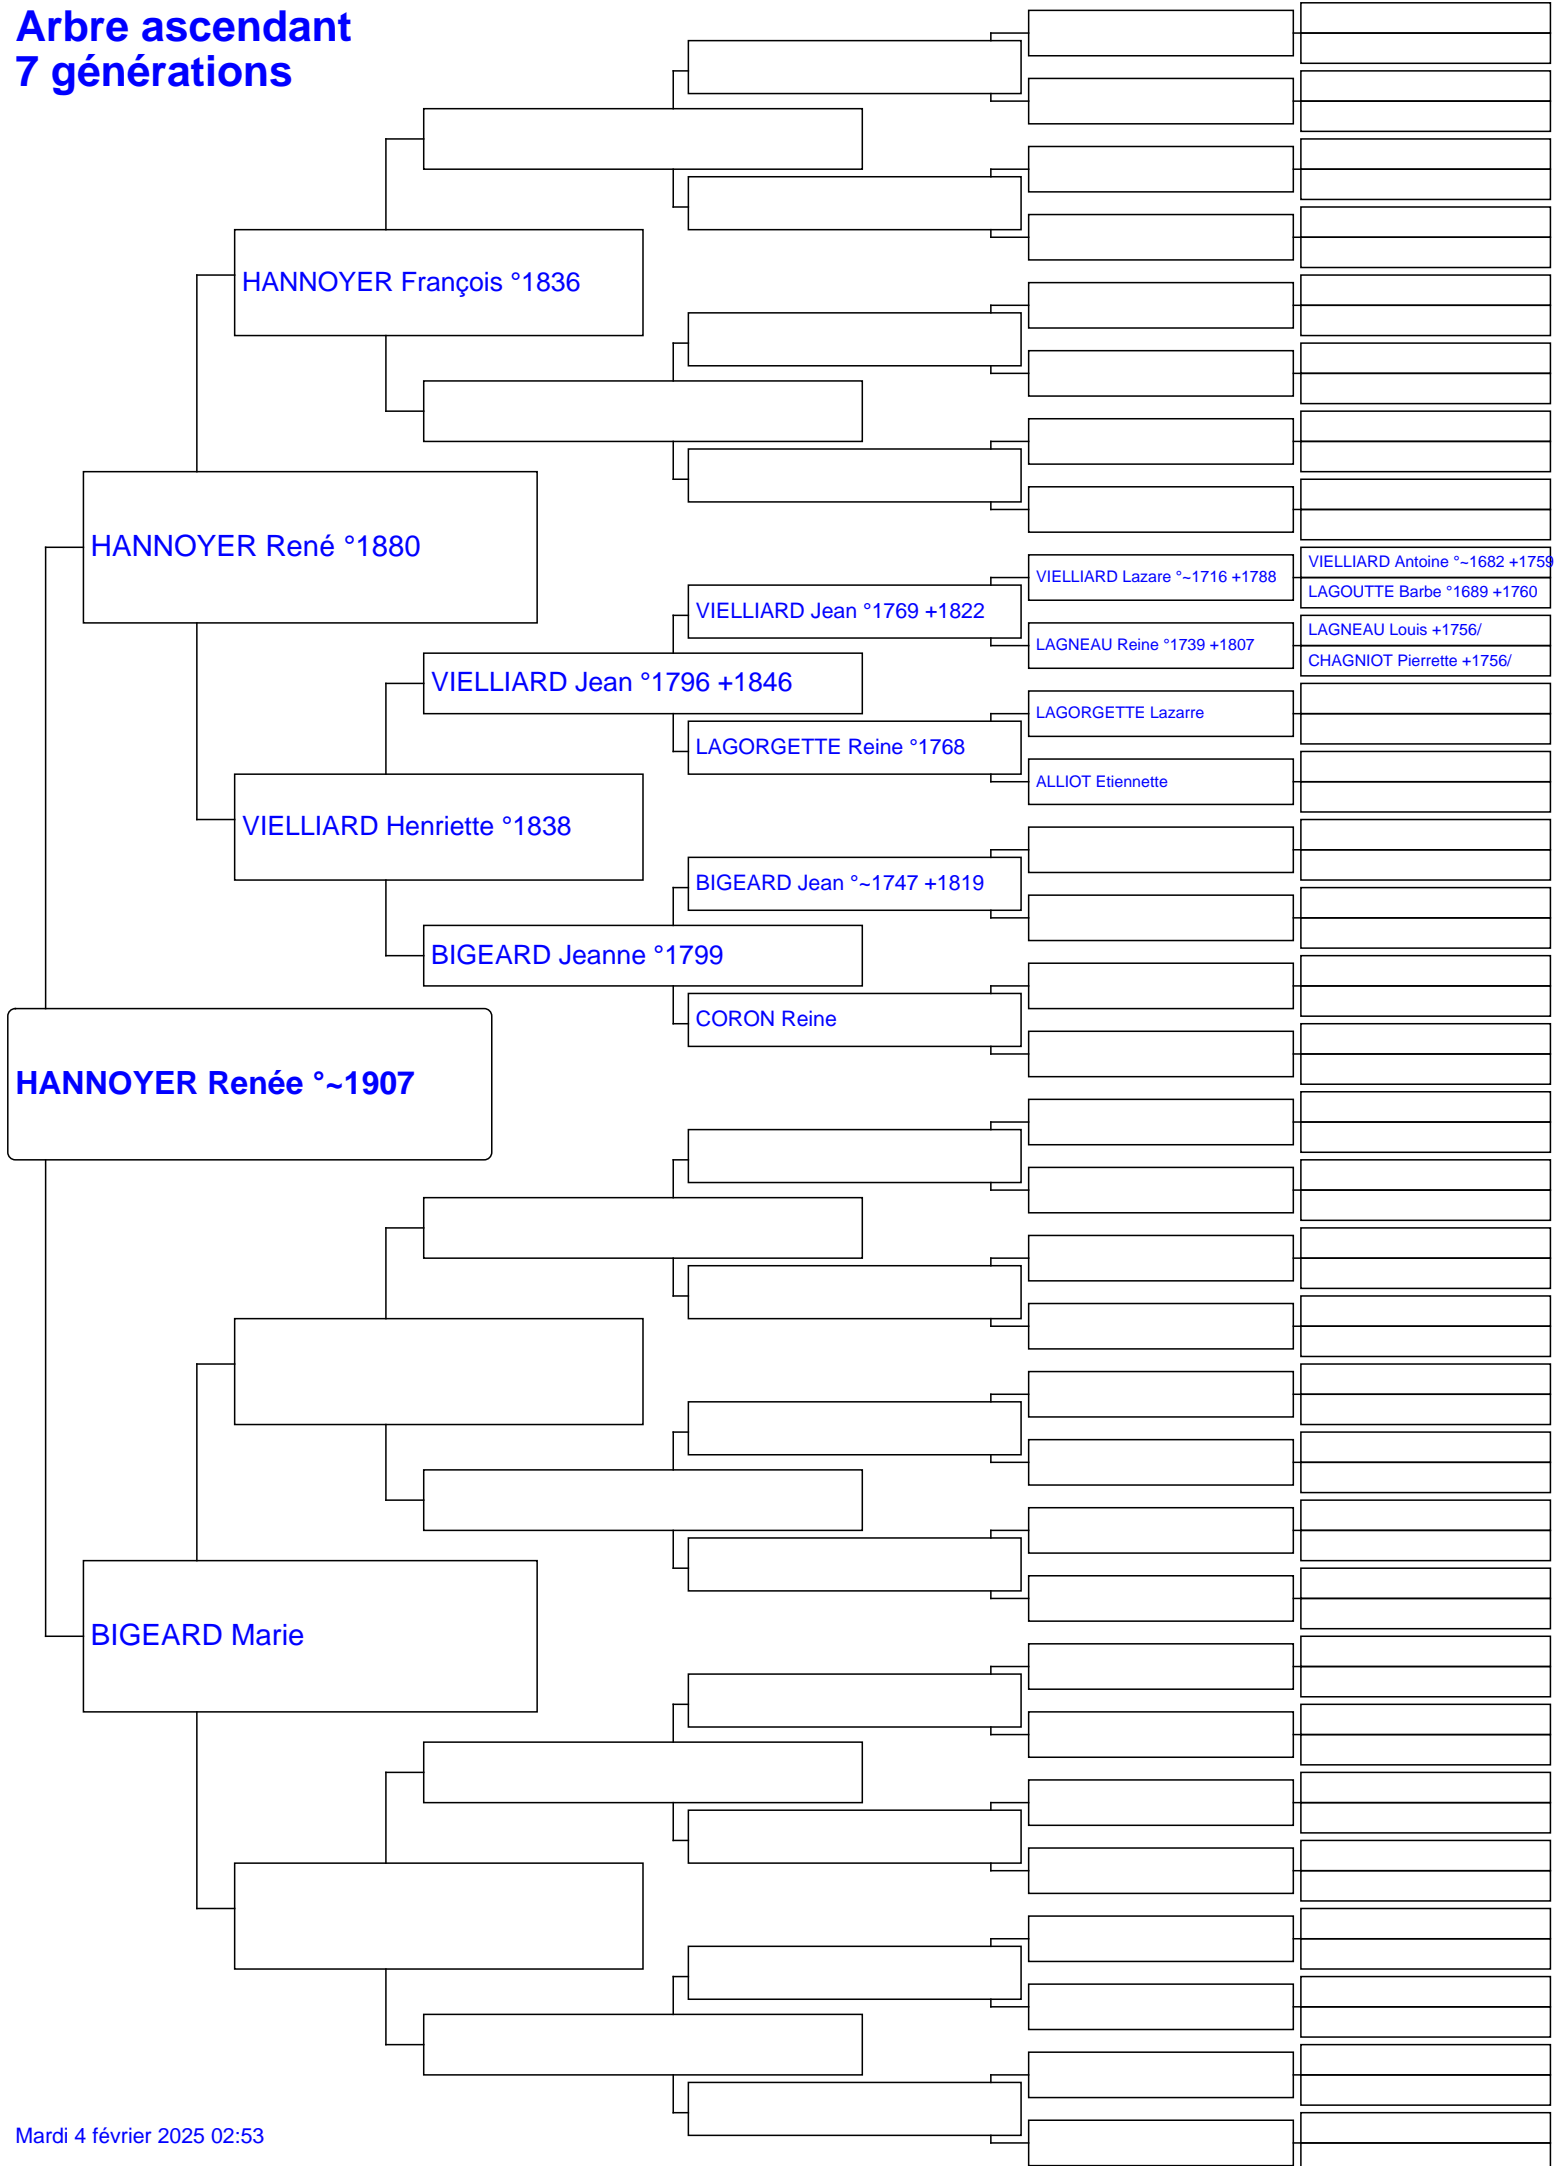 Arbre ascendant
7 générations
HANNOYER François °1836
HANNOYER René °1880
VIELLIARD Antoine °~1682 +1759
VIELLIARD Lazare °~1716 +1788
LAGOUTTE Barbe °1689 +1760
VIELLIARD Jean °1769 +1822
LAGNEAU Louis +1756/
LAGNEAU Reine °1739 +1807
CHAGNIOT Pierrette +1756/
VIELLIARD Jean °1796 +1846
LAGORGETTE Lazarre
LAGORGETTE Reine °1768
ALLIOT Etiennette
VIELLIARD Henriette °1838
BIGEARD Jean °~1747 +1819
BIGEARD Jeanne °1799
CORON Reine
HANNOYER Renée °~1907
BIGEARD Marie
Mardi 4 février 2025 02:53